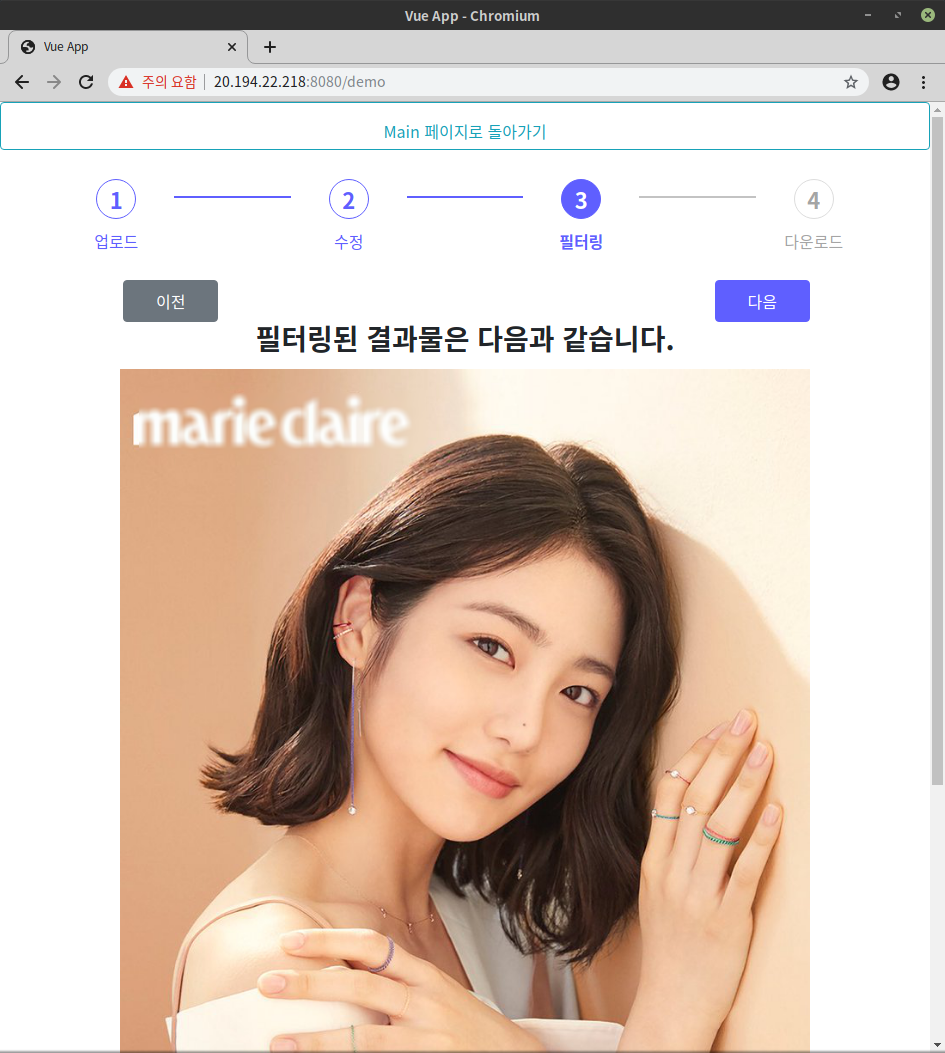 Vue App - Chromium
Vue App
주의 요함 | 20.194.22.218:8080/demo
Main 페이지로 돌아가기
1 2 3 4
업로드 수정 필터링 다운로드
이전 다음
필터링된 결과물은 다음과 같습니다.
marie claire